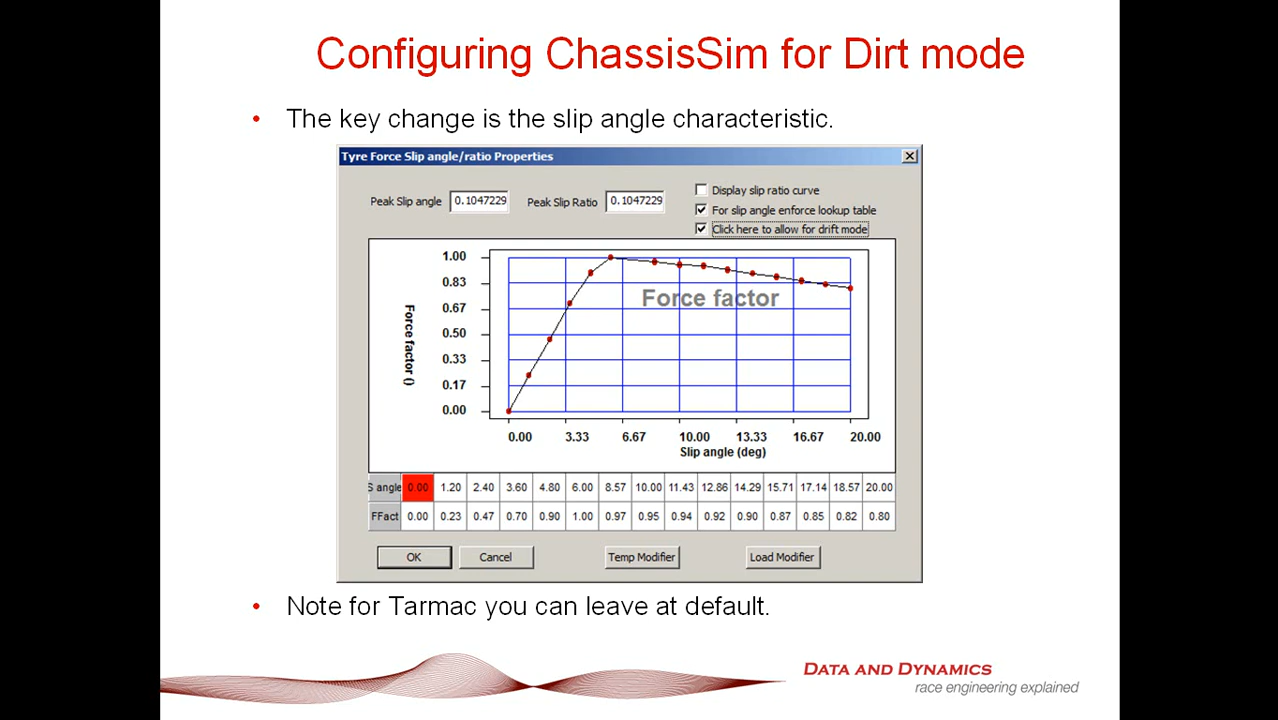 Configuring ChassisSim for Dirt mode
• The key change is the slip angle characteristic.
Tyre Force Slip angle/ratio Properties
Peak Slip angle 0.1047229 Peak Slip Ratio 0.1047229
Display slip ratio curve
For slip angle enforce lookup table
Click here to allow for drift mode
1.00
0.83
0.67
0.50
0.33
0.17
0.00
Force factor ()
Force factor
0.00 3.33 6.67 10.00 13.33 16.67 20.00
Slip angle (deg)
S angle 0.00 1.20 2.40 3.60 4.80 6.00 8.57 10.00 11.43 12.86 14.29 15.71 17.14 18.57 20.00
FFact 0.00 0.23 0.47 0.70 0.90 1.00 0.97 0.95 0.94 0.92 0.90 0.87 0.85 0.82 0.80
OK Cancel Temp Modifier Load Modifier
• Note for Tarmac you can leave at default.
DATA AND DYNAMICS
race engineering explained